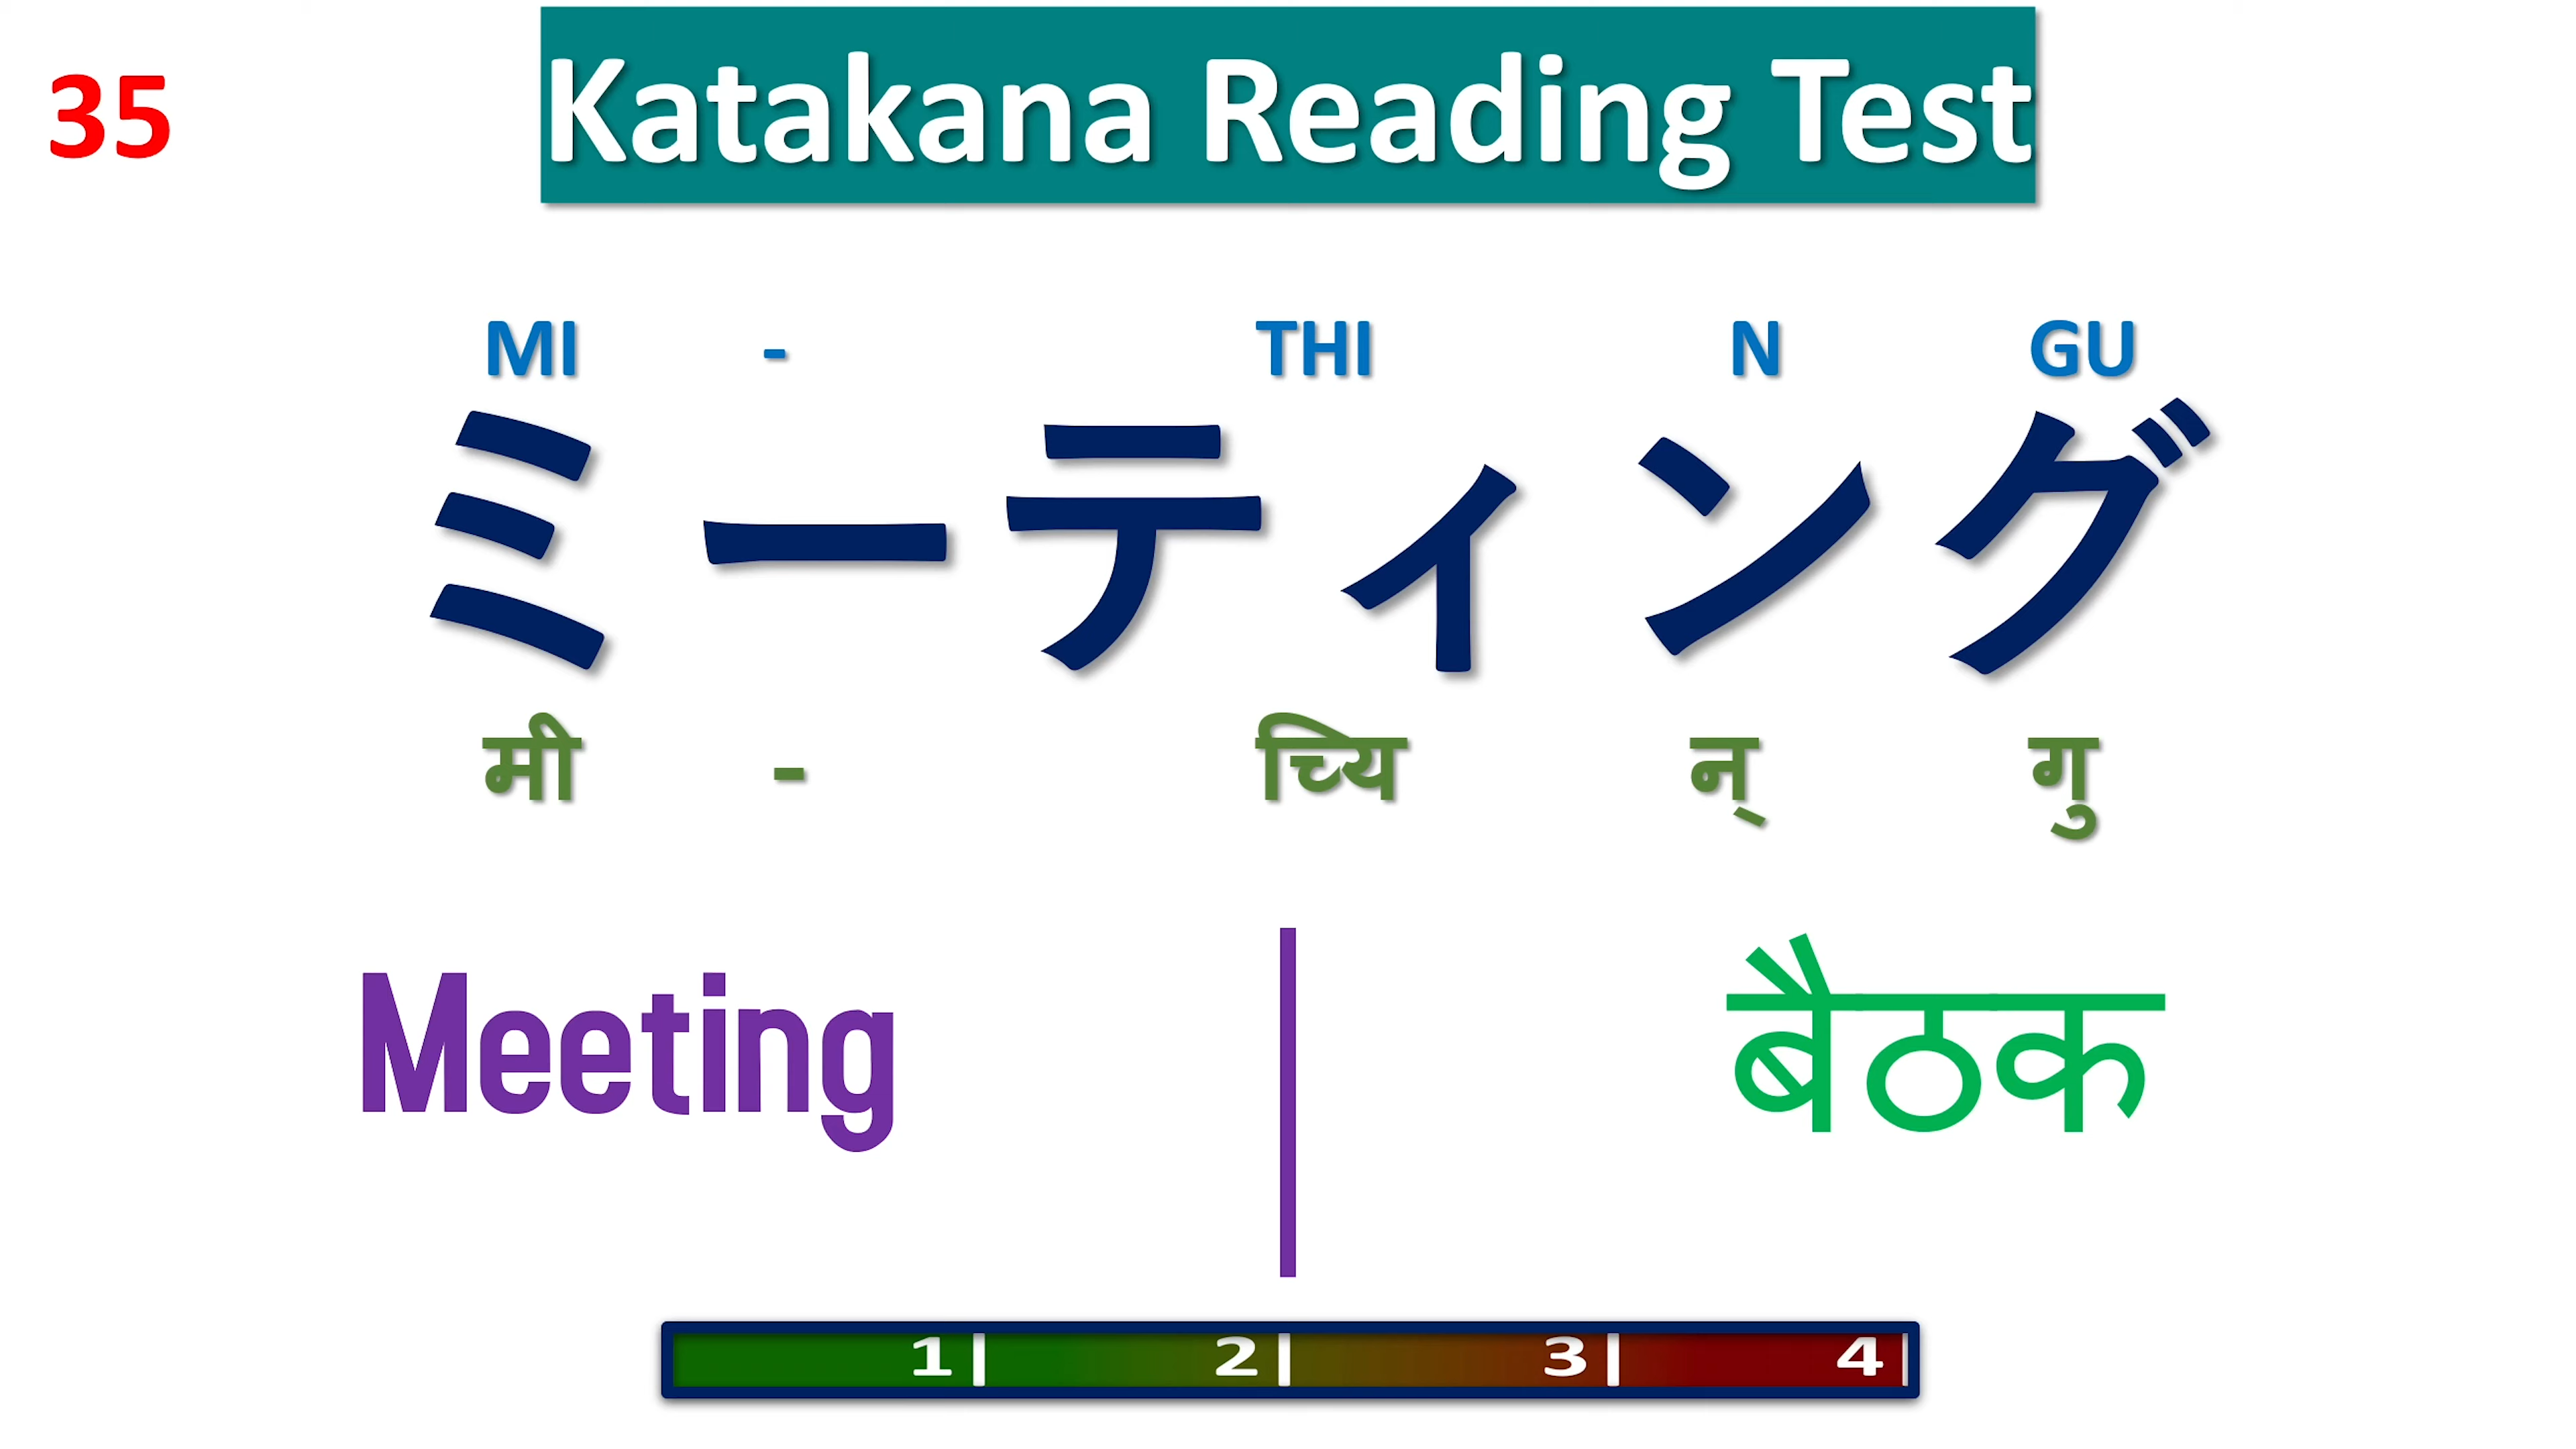 35
Katakana Reading Test
MI - THI N GU
ミーティング
मी - च्यि न् गु
Meeting | बैठक
1 2 3 4